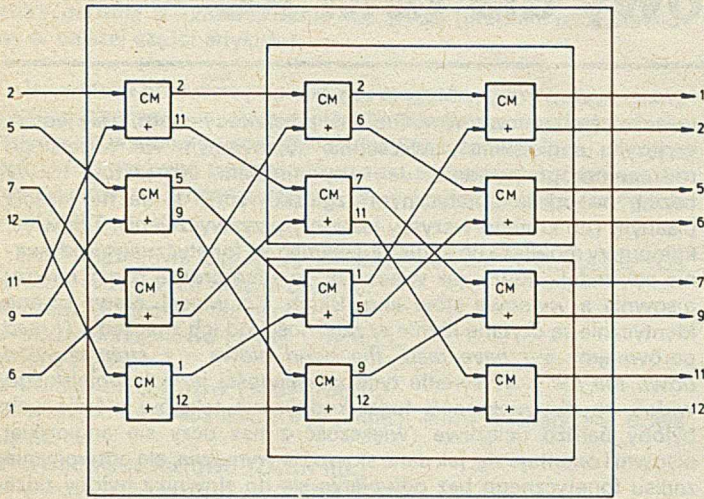 2 CM 2 CM 2 CM 1
5 + 11 + 6 + 2
7 CM 5 CM 7 CM 5
12 + 9 + 11 + 6
11 CM 6 CM 1 CM 7
9 + 7 + 5 + 9
6 CM 1 CM 9 CM 11
1 + 12 + 12 + 12